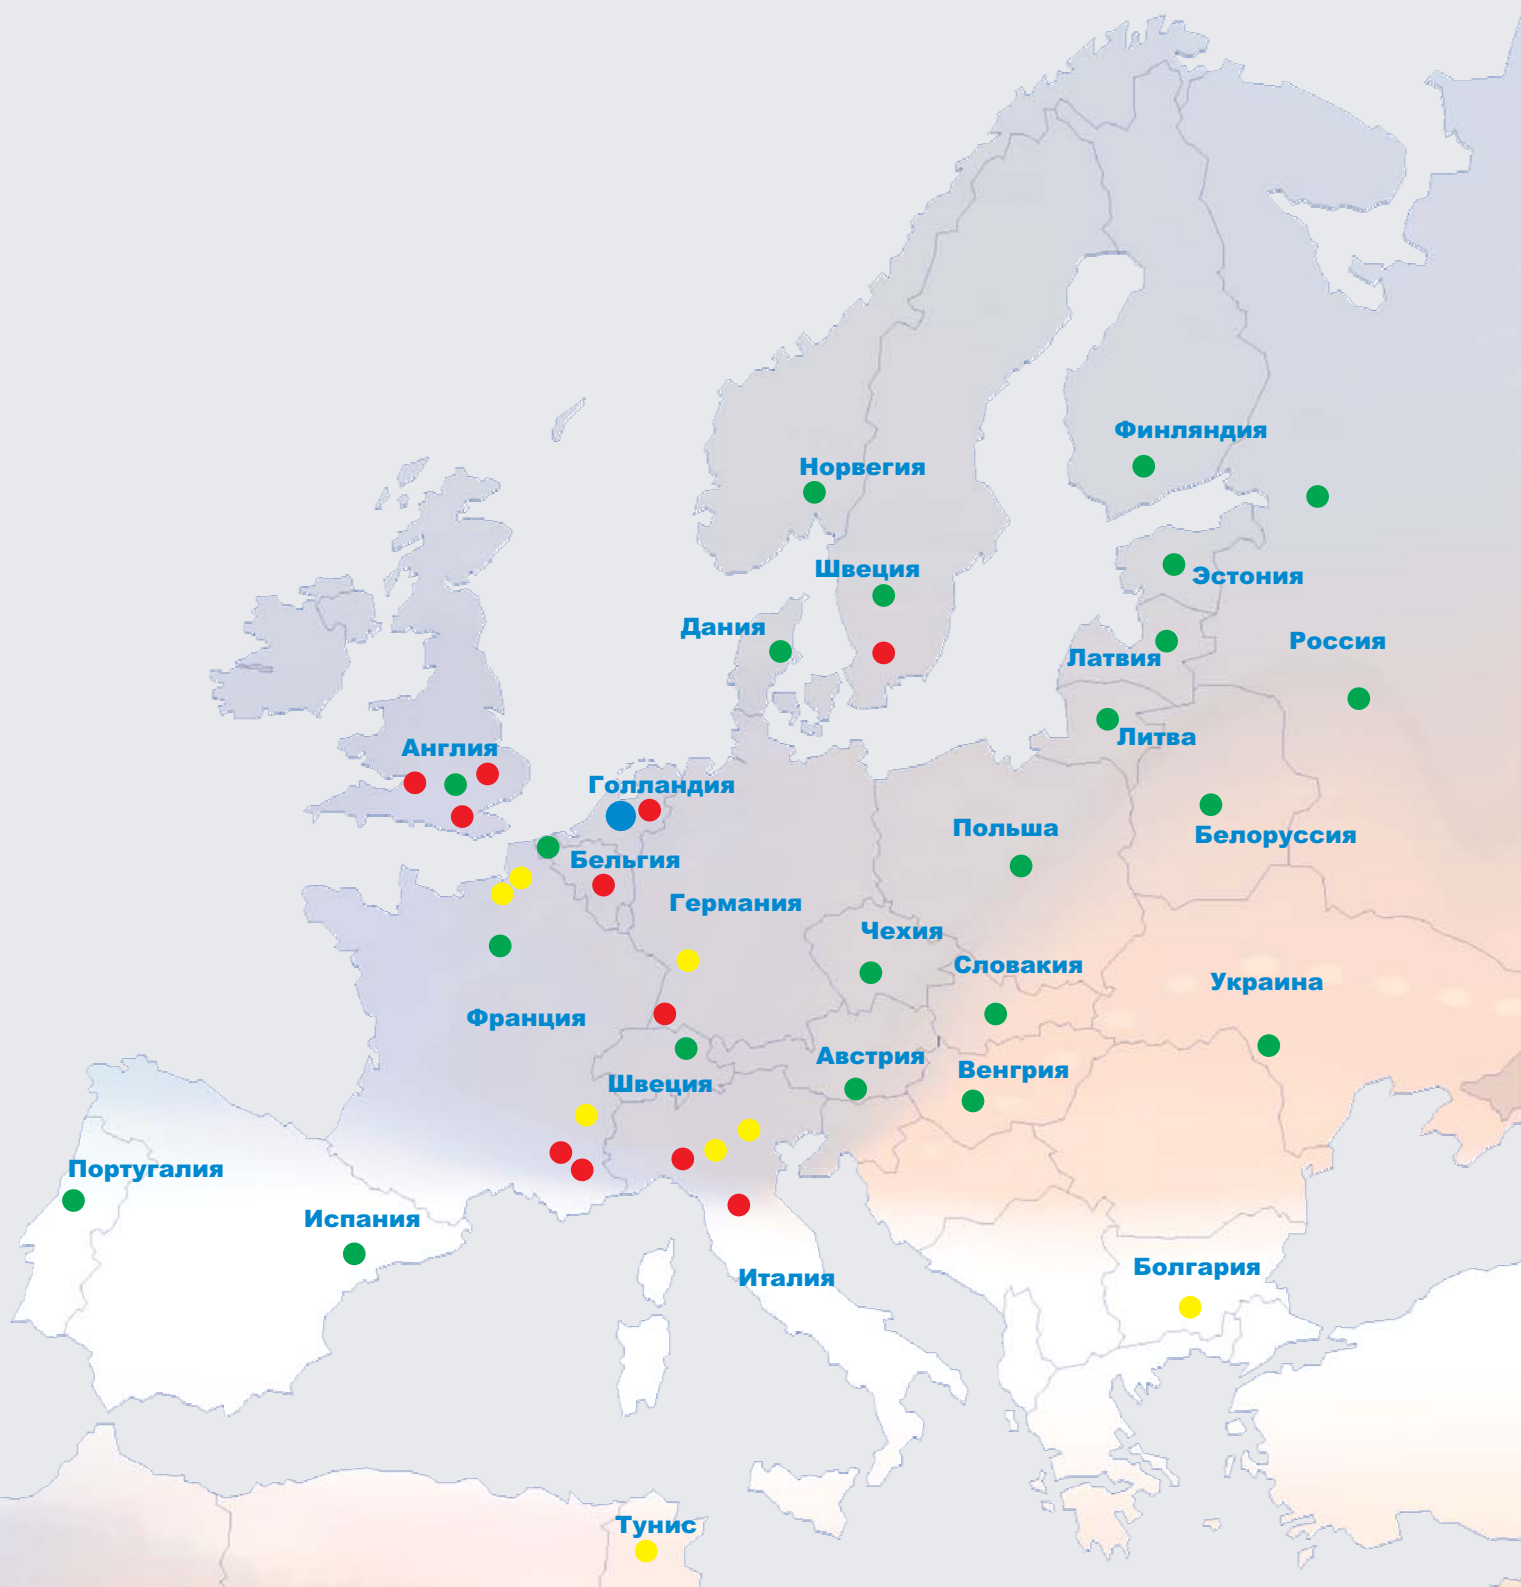 Финляндия
Норвегия
Швеция
Эстония
Дания
Россия
Латвия
Литва
Англия
Голландия
Польша
Белоруссия
Бельгия
Германия
Чехия
Словакия
Украина
Франция
Австрия
Венгрия
Швеция
Португалия
Испания
Болгария
Италия
Тунис